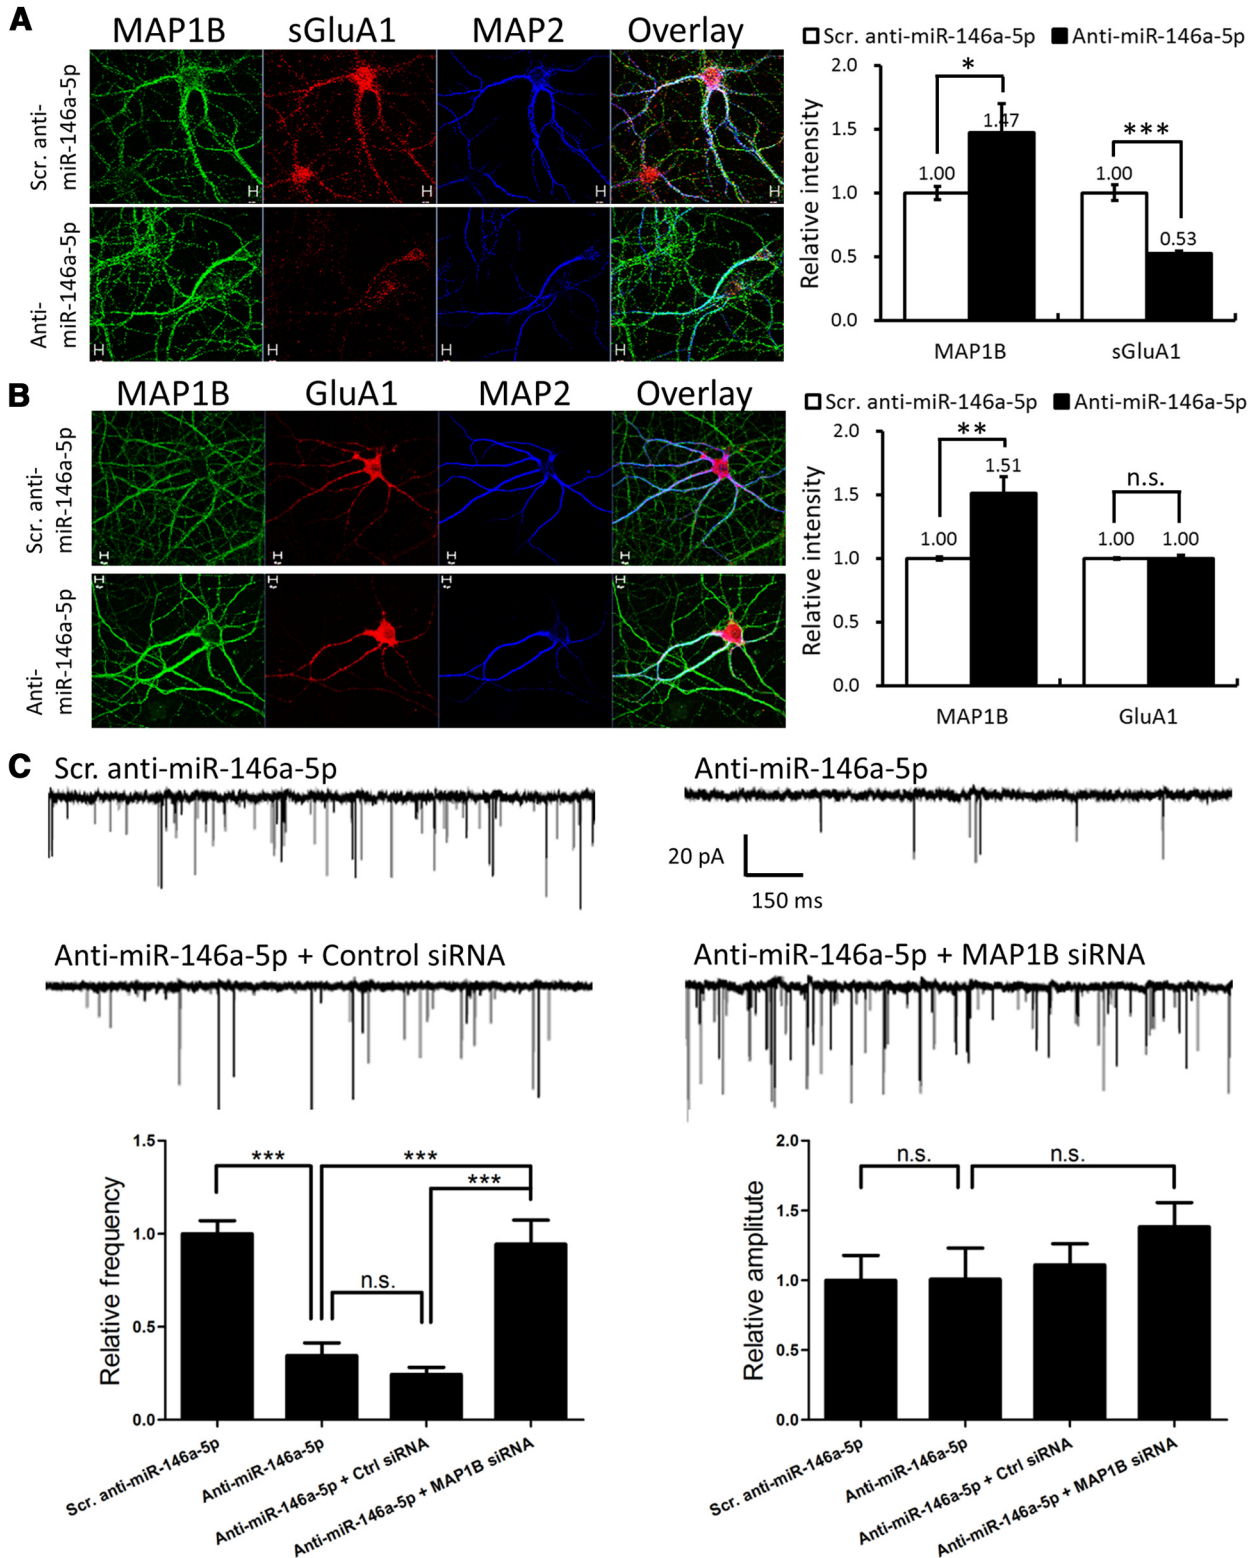 A
MAP1B sGluA1 MAP2 Overlay
Scr. anti-
miR-146a-5p
Anti-
miR-146a-5p
H H H H
H H H H
Scr. anti-miR-146a-5p Anti-miR-146a-5p
Relative intensity
2.0
1.5
1.0
0.5
0.0
*
1.00
1.47
***
1.00
0.53
MAP1B sGluA1
B
MAP1B GluA1 MAP2 Overlay
Scr. anti-
miR-146a-5p
Anti-
miR-146a-5p
H H H H
H H H H
Scr. anti-miR-146a-5p Anti-miR-146a-5p
Relative intensity
2.0
1.5
1.0
0.5
0.0
**
1.00
1.51
n.s.
1.00 1.00
MAP1B GluA1
C
Scr. anti-miR-146a-5p
Anti-miR-146a-5p
20 pA
150 ms
Anti-miR-146a-5p + Control siRNA
Anti-miR-146a-5p + MAP1B siRNA
Relative frequency
1.5
1.0
0.5
0.0
*** ***
***
n.s.
Scr. anti-miR-146a-5p
Anti-miR-146a-5p
Anti-miR-146a-5p + Ctrl siRNA
Anti-miR-146a-5p + MAP1B siRNA
Relative amplitude
2.0
1.5
1.0
0.5
0.0
n.s. n.s.
Scr. anti-miR-146a-5p
Anti-miR-146a-5p
Anti-miR-146a-5p + Ctrl siRNA
Anti-miR-146a-5p + MAP1B siRNA